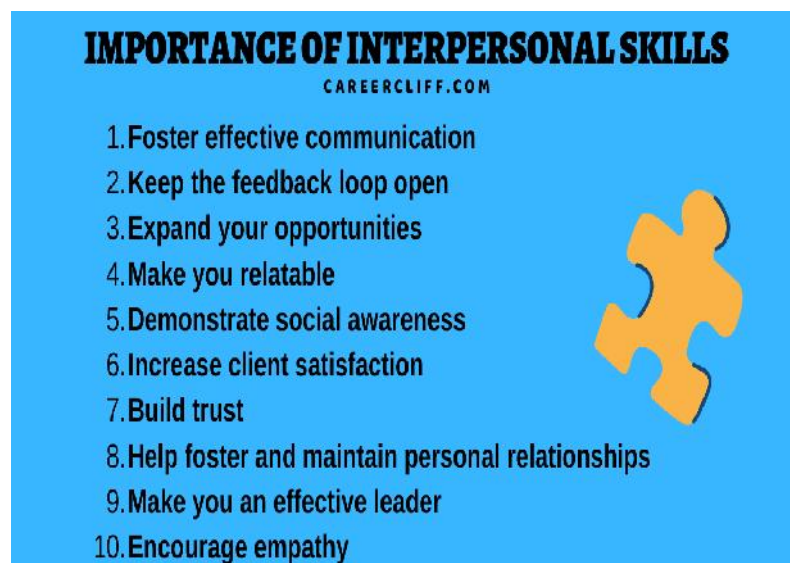 IMPORTANCE OF INTERPERSONAL SKILLS
CAREERCLIFF.COM
1. Foster effective communication
2. Keep the feedback loop open
3. Expand your opportunities
4. Make you relatable
5. Demonstrate social awareness
6. Increase client satisfaction
7. Build trust
8. Help foster and maintain personal relationships
9. Make you an effective leader
10. Encourage empathy